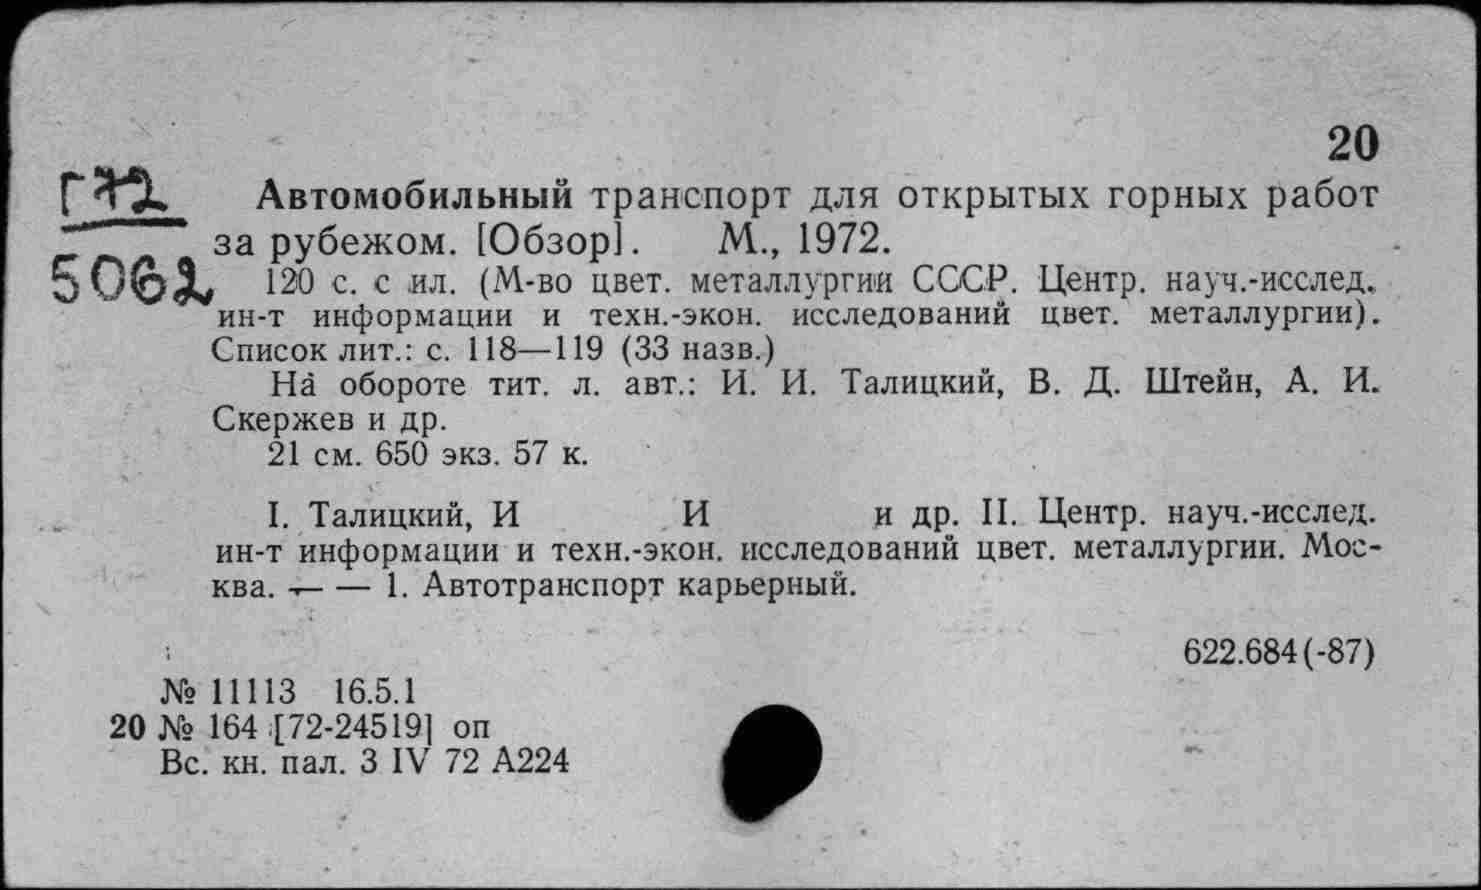 20
Автомобильный транспорт для открытых горных работ
за рубежом. [Обзор]. М., 1972.
5061
120 с. с ил. (М-во цвет. металлургии СССР. Центр. науч.-исслед.
ин-т информации и техн.-экон. исследований цвет. металлургии).
Список лит.: с. 118—119 (33 назв.)
На обороте тит. л. авт.: И. И. Талицкий, В. Д. Штейн, А. И.
Скержев и др.
21 см. 650 экз. 57 к.
I. Талицкий, И И и др. II. Центр. науч.-исслед.
ин-т информации и техн.-экон. исследований цвет. металлургии. Мос-
ква. — — 1. Автотранспорт карьерный.
622.684(-87)
№ 11113 16.5.1
20 № 164 [72-24519] оп
Вс. кн. пал. 3 IV 72 А224